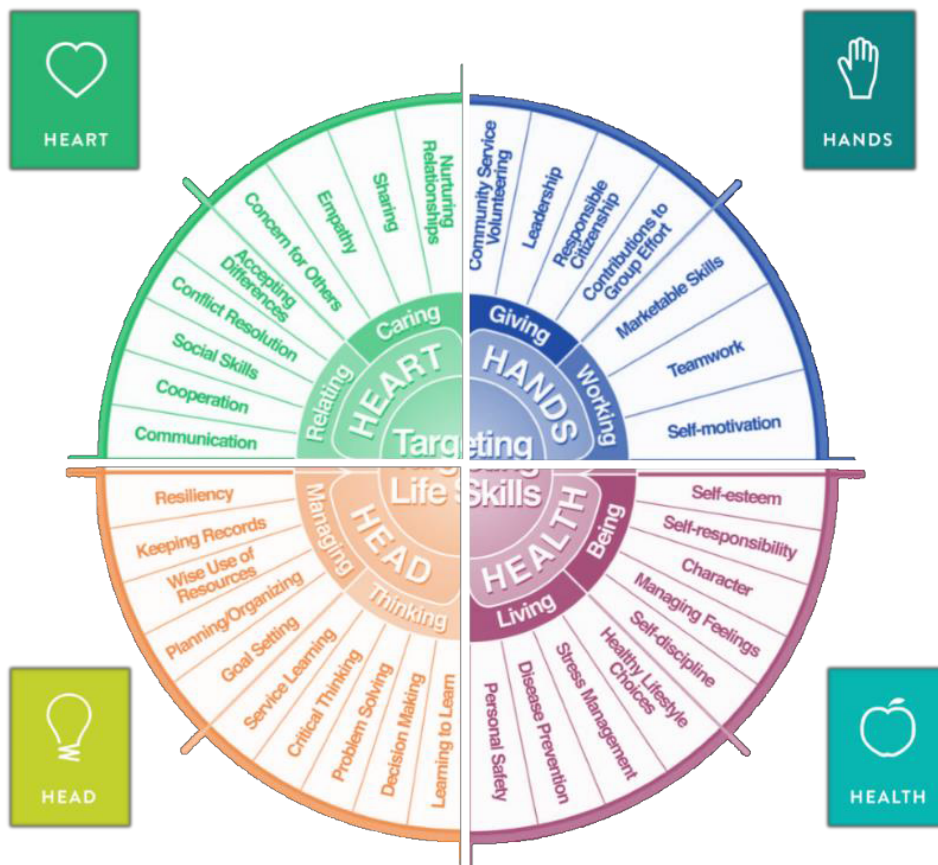 HEART
HANDS
Nurturing
Relationships
Sharing
Empathy
Concern for Others
Accepting
Differences
Conflict Resolution
Social Skills
Cooperation
Communication
Caring
Relating
HEART
Community Service
Volunteering
Leadership
Responsible
Citizenship
Contributions to
Group Effort
Marketable Skills
Teamwork
Self-motivation
Giving
Working
HANDS
Targeting
Life Skills
Resiliency
Keeping Records
Wise Use of
Resources
Planning/Organizing
Goal Setting
Service Learning
Critical Thinking
Problem Solving
Decision Making
Learning to Learn
Managing
Thinking
HEAD
Self-esteem
Self-responsibility
Character
Managing Feelings
Self-discipline
Healthy Lifestyle
Choices
Stress Management
Disease Prevention
Personal Safety
Being
Living
HEALTH
HEAD
HEALTH